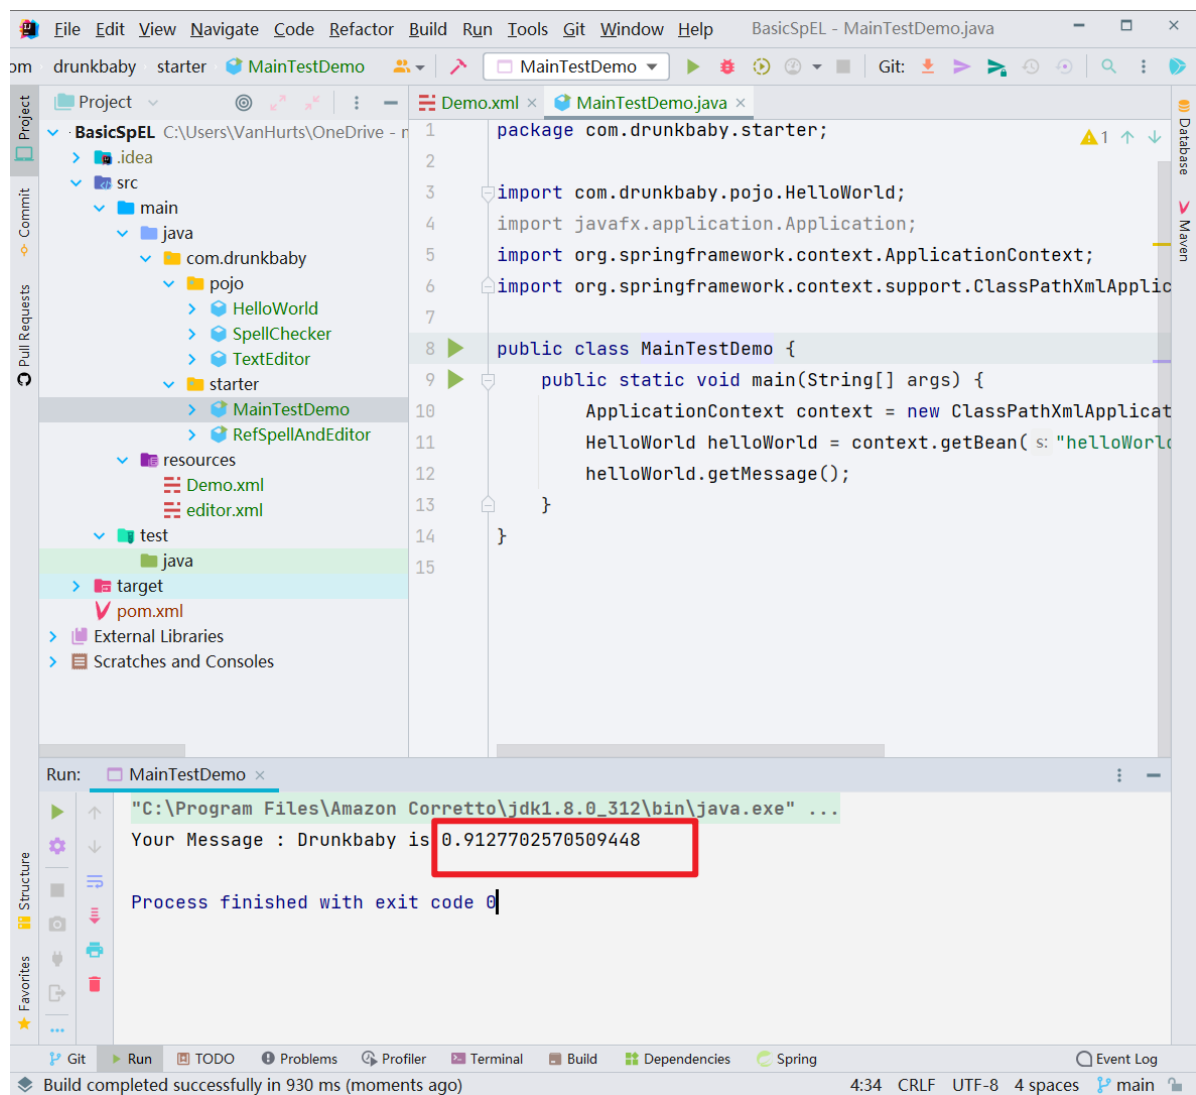 File Edit View Navigate Code Refactor Build Run Tools Git Window Help BasicSpEL - MainTestDemo.java
om drunkbaby starter MainTestDemo MainTestDemo Git:
Project
Demo.xml MainTestDemo.java
BasicSpEL C:\Users\VanHurts\OneDrive - r
.idea
src
main
java
com.drunkbaby
pojo
HelloWorld
SpellChecker
TextEditor
starter
MainTestDemo
RefSpellAndEditor
resources
Demo.xml
editor.xml
test
java
target
pom.xml
External Libraries
Scratches and Consoles
1 package com.drunkbaby.starter;
2
3 import com.drunkbaby.pojo.HelloWorld;
4 import javafx.application.Application;
5 import org.springframework.context.ApplicationContext;
6 import org.springframework.context.support.ClassPathXmlApplic
7
8 public class MainTestDemo {
9 public static void main(String[] args) {
10 ApplicationContext context = new ClassPathXmlApplicat
11 HelloWorld helloWorld = context.getBean( s: "helloWorld
12 helloWorld.getMessage();
13 }
14 }
15
1
Project
Commit
Pull Requests
Structure
Favorites
Database
Maven
Run: MainTestDemo
"C:\Program Files\Amazon Corretto\jdk1.8.0_312\bin\java.exe" ...
Your Message : Drunkbaby is 0.9127702570509448
Process finished with exit code 0
Git Run TODO Problems Profiler Terminal Build Dependencies Spring Event Log
Build completed successfully in 930 ms (moments ago) 4:34 CRLF UTF-8 4 spaces main